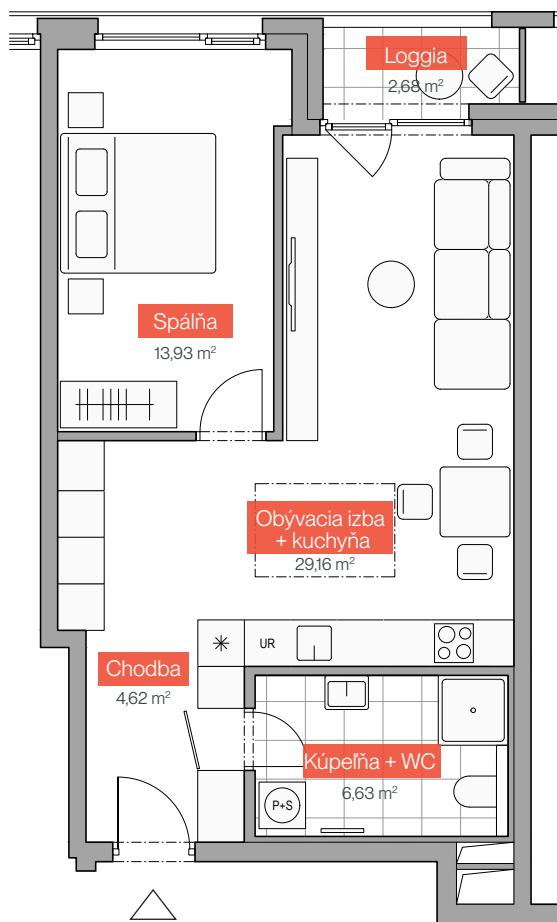 Loggia
2,68 m²
Spálňa
13,93 m²
Obývacia izba
+ kuchyňa
29,16 m²
UR
Chodba
4,62 m²
Kúpeľňa + WC
6,63 m²
P+S